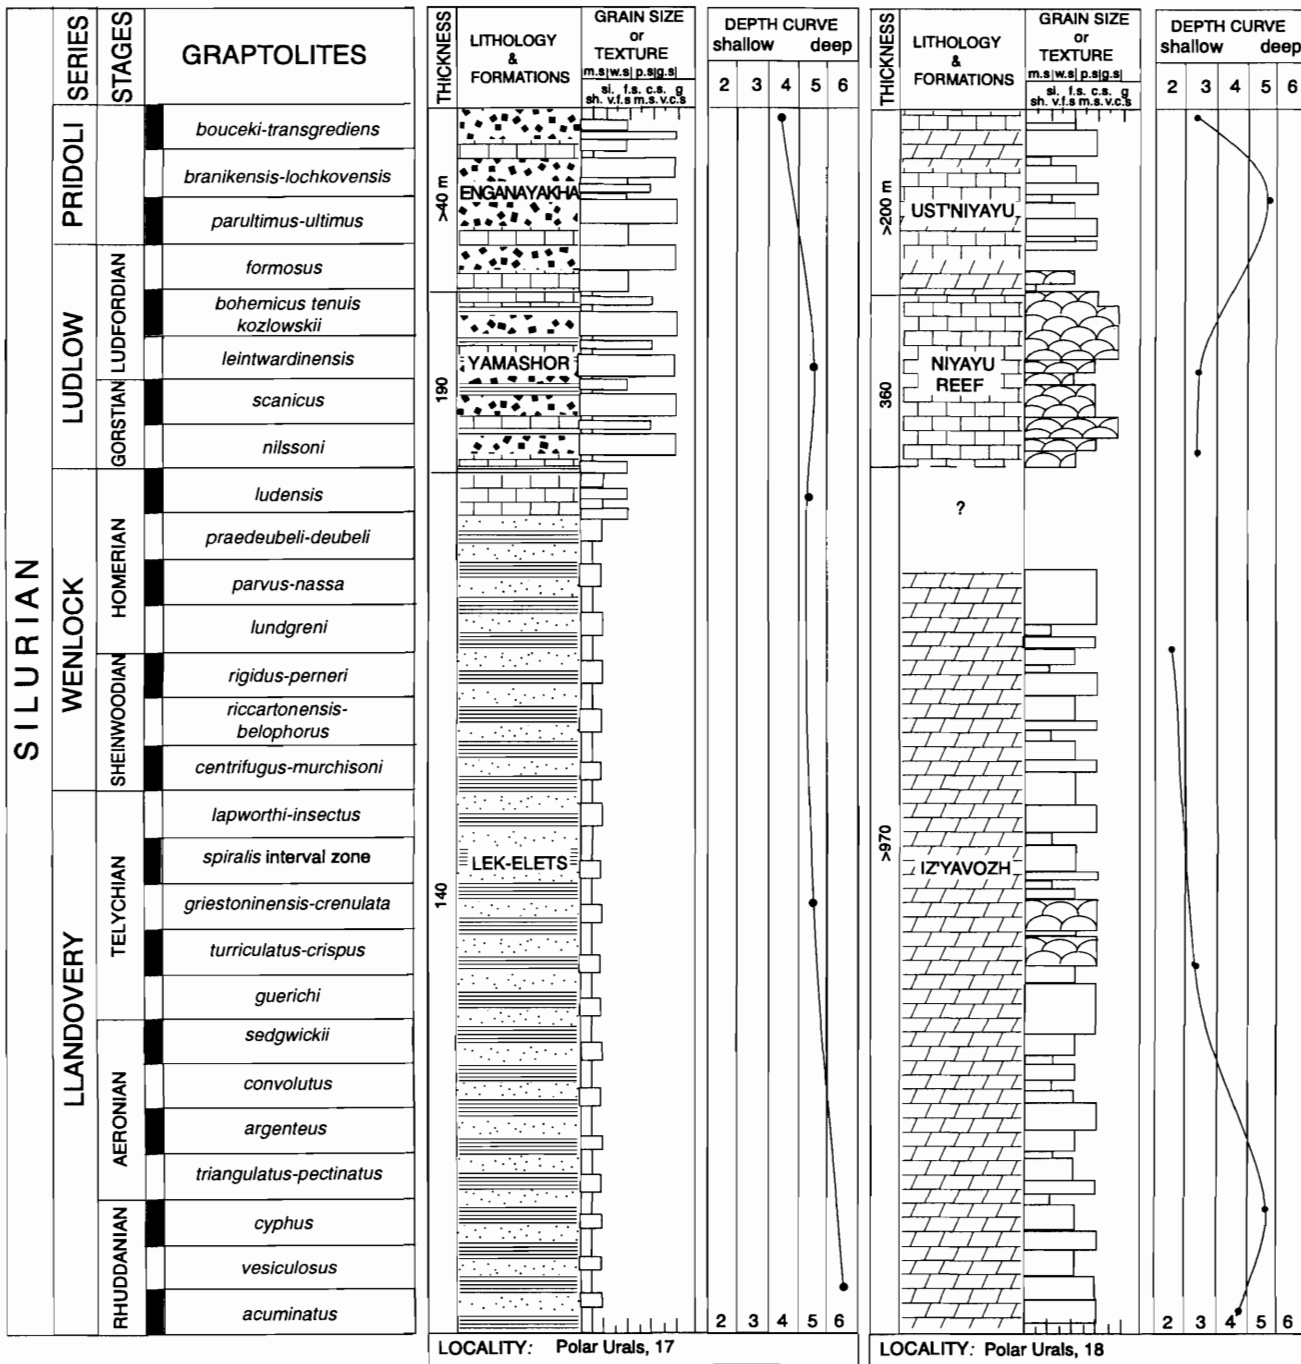 SILURIAN
SERIES
STAGES
GRAPTOLITES
PRIDOLI
LUDLOW
WENLOCK
LLANDOVERY
LUDFORDIAN
GORSTIAN
HOMERIAN
SHEINWOODIAN
TELYCHIAN
AERONIAN
RHUDDANIAN
bouceki-transgrediens
branikensis-lochkovensis
parultimus-ultimus
formosus
bohemicus tenuis
kozlowskii
leintwardinensis
scanicus
nilssoni
ludensis
praedeubeli-deubeli
parvus-nassa
lundgreni
rigidus-perneri
riccartonensis-
belophorus
centrifugus-murchisoni
lapworthi-insectus
spiralis interval zone
griestoninensis-crenulata
turriculatus-crispus
guerichi
sedgwickii
convolutus
argenteus
triangulatus-pectinatus
cyphus
vesiculosus
acuminatus
THICKNESS
LITHOLOGY
&
FORMATIONS
GRAIN SIZE
or
TEXTURE
m.s|w.s|p.s|g.s|
si. f.s. c.s. g
sh. v.f.s m.s. v.c.s
DEPTH CURVE
shallow deep
2 3 4 5 6
>40 m
ENGANAYAKHA
190
YAMASHOR
140
LEK-ELETS
2 3 4 5 6
LOCALITY: Polar Urals, 17
THICKNESS
LITHOLOGY
&
FORMATIONS
GRAIN SIZE
or
TEXTURE
m.s|w.s|p.s|g.s|
si. f.s. c.s. g
sh. v.f.s m.s. v.c.s
DEPTH CURVE
shallow deep
2 3 4 5 6
>200 m
UST'NIYAYU
360
NIYAYU
REEF
?
>970
IZ'YAVOZH
2 3 4 5 6
LOCALITY: Polar Urals, 18